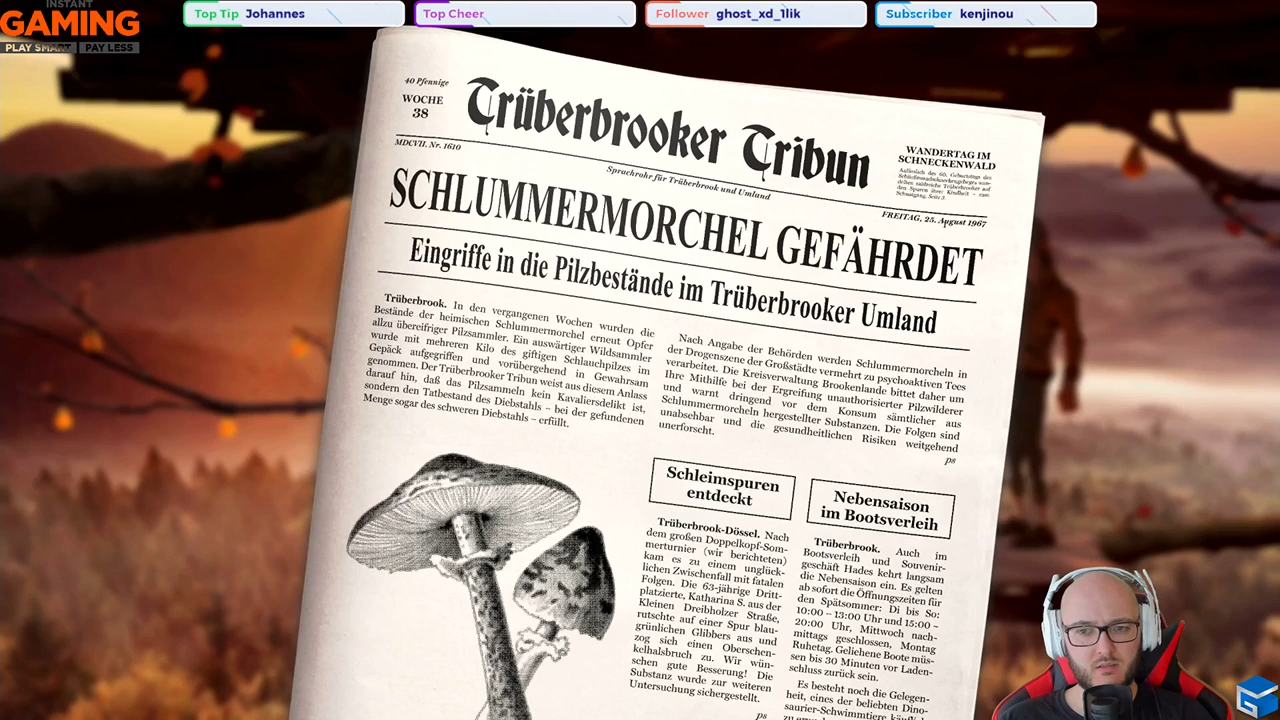 INSTANT
GAMING
PLAY SMART PAY LESS
Top Tip Johannes
Top Cheer
Follower ghost_xd_1lik
Subscriber kenjinou
40 Pfennige
WOCHE
38
Trüberbrooker Tribun
MDCVII. Nr. 1610
Sprachrohr für Trüberbrook und Umland
WANDERTAG IM
SCHNECKENWALD
Anlässlich des 60. Geburtstags des
FREITAG, 25. August 1967
SCHLUMMERMORCHEL GEFÄHRDET
Eingriffe in die Pilzbestände im Trüberbrooker Umland
Trüberbrook. In den vergangenen Wochen wurden die
Bestände der heimischen Schlummermorchel erneut Opfer
allzu übereifriger Pilzsammler. Ein auswärtiger Wildsammler
wurde mit mehreren Kilo des giftigen Schlauchpilzes im
Gepäck aufgegriffen und vorübergehend in Gewahrsam
genommen. Der Trüberbrooker Tribun weist aus diesem Anlass
darauf hin, daß das Pilzsammeln kein Kavaliersdelikt ist,
sondern den Tatbestand des Diebstahls – bei der gefundenen
Menge sogar des schweren Diebstahls – erfüllt.
Nach Angabe der Behörden werden Schlummermorcheln in
der Drogenszene der Großstädte vermehrt zu psychoaktiven Tees
verarbeitet. Die Kreisverwaltung Brookenlande bittet daher um
Ihre Mithilfe bei der Ergreifung unauthorisierter Pilzwilderer
und warnt dringend vor dem Konsum sämtlicher aus
Schlummermorcheln hergestellter Substanzen. Die Folgen sind
unabsehbar und die gesundheitlichen Risiken weitgehend
unerforscht.
ps
Schleimspuren
entdeckt
Trüberbrook-Dössel. Nach
dem großen Doppelkopf-Som-
merturnier (wir berichteten)
kam es zu einem unglück-
lichen Zwischenfall mit fatalen
Folgen. Die 63-jährige Dritt-
platzierte, Katharina S. aus der
Kleinen Dreibholzer Straße,
rutschte auf einer Spur blau-
grünlichen Glibbers aus und
zog sich einen Oberschen-
kelhalsbruch zu. Wir wün-
schen gute Besserung! Die
Substanz wurde zur weiteren
Untersuchung sichergestellt.
ps
Nebensaison
im Bootsverleih
Trüberbrook. Auch im
Bootsverleih und Souvenir-
geschäft Hades kehrt langsam
die Nebensaison ein. Es gelten
ab sofort die Öffnungszeiten für
den Spätsommer: Di bis So:
10:00 – 13:00 Uhr und 15:00 –
20:00 Uhr, Mittwoch nach-
mittags geschlossen, Montag
Ruhetag. Geliehene Boote müs-
sen bis 30 Minuten vor Laden-
schluss zurück sein.
Es besteht noch die Gelegen-
heit, eines der beliebten Dino-
saurier-Schwimmtiere